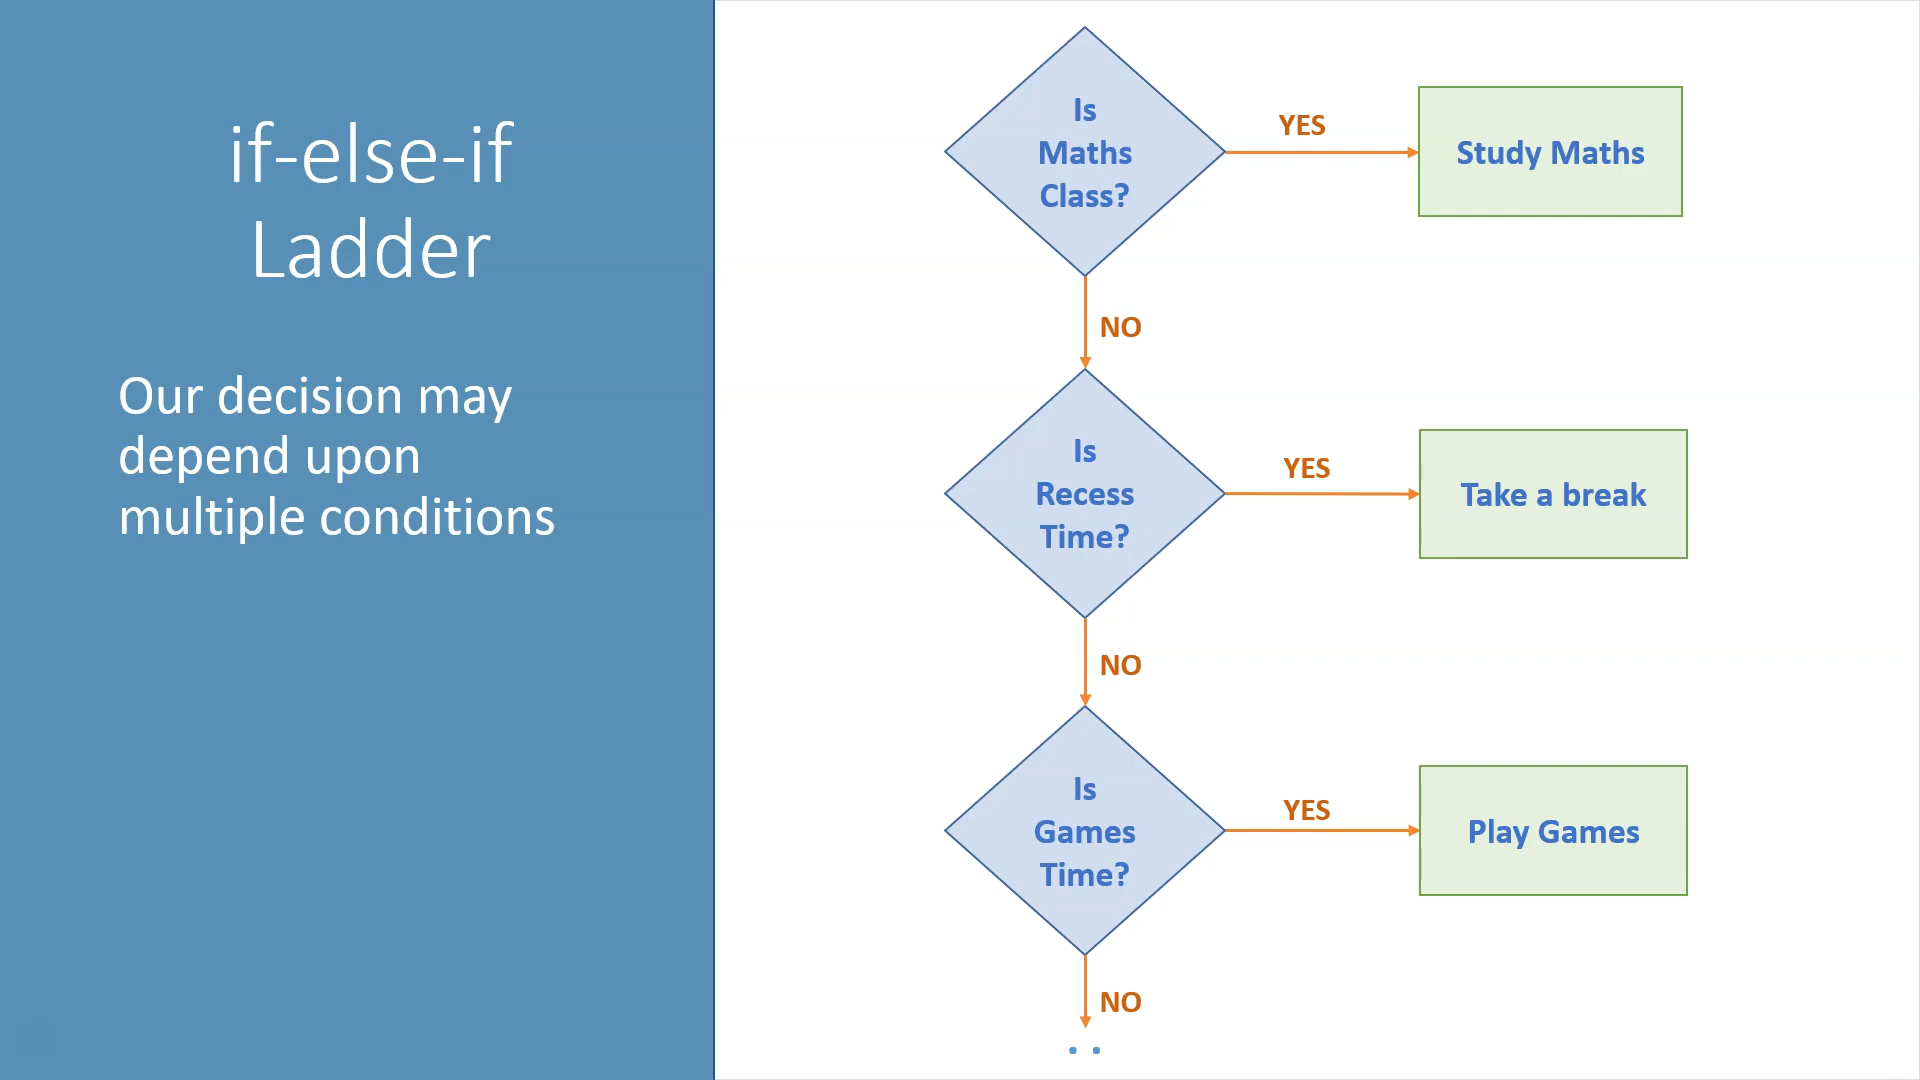 if-else-if
Ladder
Our decision may
depend upon
multiple conditions
Is
Maths
Class?
YES
Study Maths
NO
Is
Recess
Time?
YES
Take a break
NO
Is
Games
Time?
YES
Play Games
NO
. .